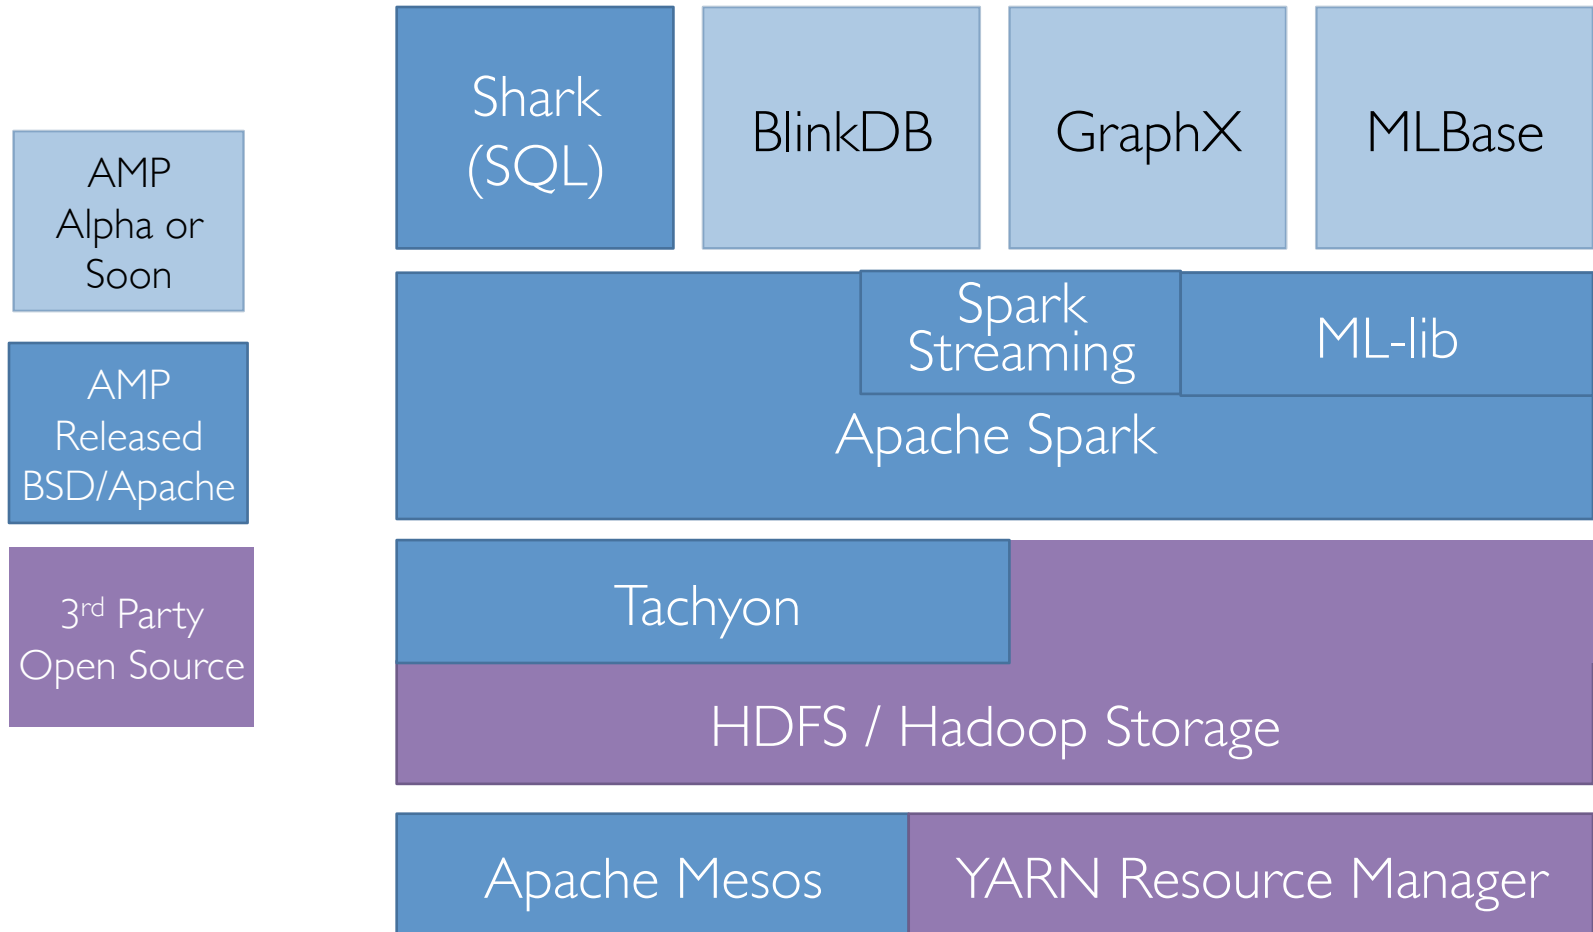 AMP
Alpha or
Soon
AMP
Released
BSD/Apache
3rd Party
Open Source
Shark
(SQL)
BlinkDB
GraphX
MLBase
Spark
Streaming
ML-lib
Apache Spark
Tachyon
HDFS / Hadoop Storage
Apache Mesos
YARN Resource Manager